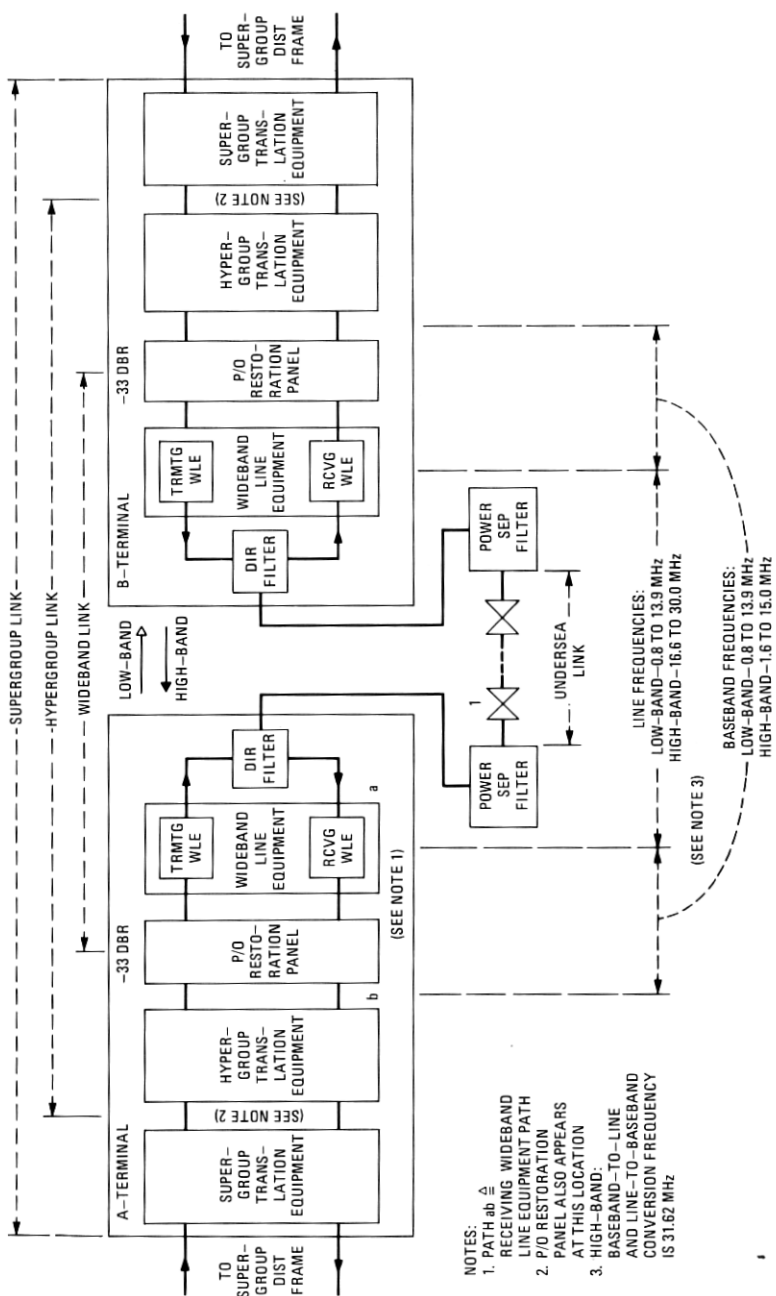 SUPERGROUP LINK
HYPERGROUP LINK
WIDEBAND LINK
A-TERMINAL
-33 DBR
LOW-BAND
HIGH-BAND
B-TERMINAL
-33 DBR
TO
SUPER-
GROUP
DIST
FRAME
SUPER-
GROUP
TRANS-
LATION
EQUIPMENT
(SEE NOTE 2)
HYPER-
GROUP
TRANS-
LATION
EQUIPMENT
b
P/O
RESTO-
RATION
PANEL
TRMTG
WLE
WIDEBAND
LINE
EQUIPMENT
RCVG
WLE
a
(SEE NOTE 1)
DIR
FILTER
DIR
FILTER
TRMTG
WLE
WIDEBAND
LINE
EQUIPMENT
RCVG
WLE
P/O
RESTO-
RATION
PANEL
HYPER-
GROUP
TRANS-
LATION
EQUIPMENT
(SEE NOTE 2)
SUPER-
GROUP
TRANS-
LATION
EQUIPMENT
TO
SUPER-
GROUP
DIST
FRAME
POWER
SEP
FILTER
1
POWER
SEP
FILTER
UNDERSEA
LINK
LINE FREQUENCIES:
LOW-BAND-0.8 TO 13.9 MHz
HIGH-BAND-16.6 TO 30.0 MHz
(SEE NOTE 3)
BASEBAND FREQUENCIES:
LOW-BAND-0.8 TO 13.9 MHz
HIGH-BAND-1.6 TO 15.0 MHz
NOTES:
1. PATH ab ≙
RECEIVING WIDEBAND
LINE EQUIPMENT PATH
2. P/O RESTORATION
PANEL ALSO APPEARS
AT THIS LOCATION
3. HIGH-BAND:
BASEBAND-TO-LINE
AND LINE-TO-BASEBAND
CONVERSION FREQUENCY
IS 31.62 MHz